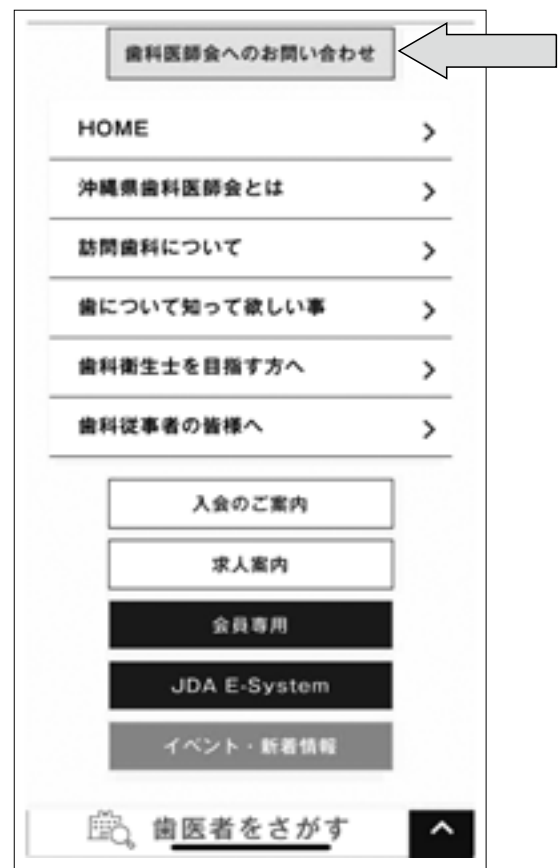 歯科医師会へのお問い合わせ
HOME
沖縄県歯科医師会とは
訪問歯科について
歯について知って欲しい事
歯科衛生士を目指す方へ
歯科従事者の皆様へ
入会のご案内
求人案内
会員専用
JDA E-System
イベント・新着情報
歯医者をさがす